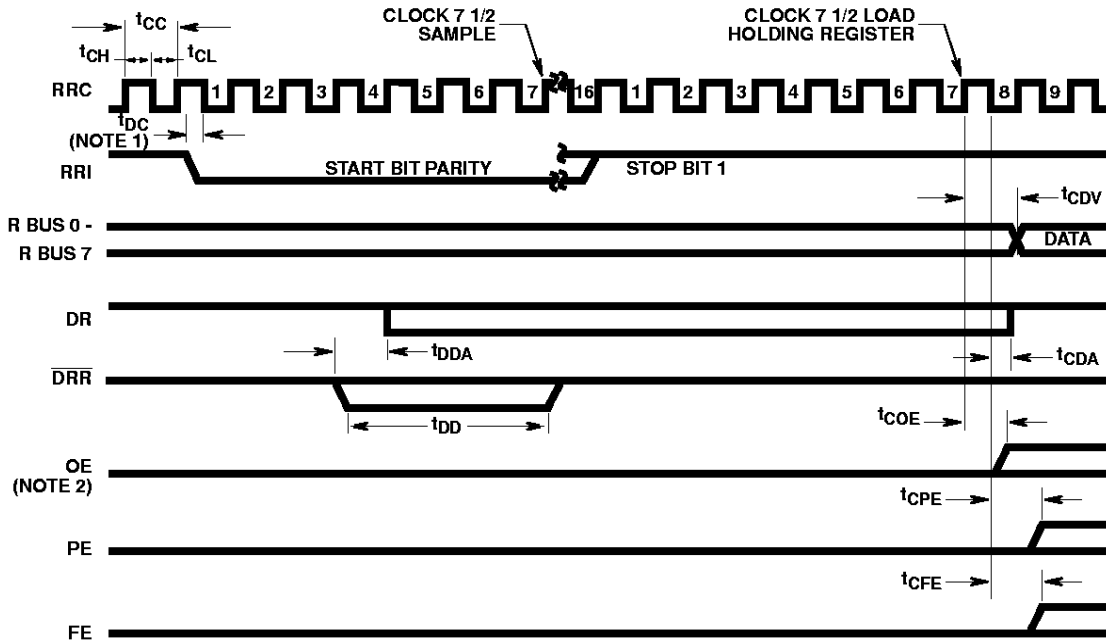 tCC
CLOCK 7 1/2
SAMPLE
CLOCK 7 1/2 LOAD
HOLDING REGISTER
tCH
tCL
RRC
1 2 3 4 5 6 7 16 1 2 3 4 5 6 7 8 9
tDC
(NOTE 1)
RRI
START BIT PARITY
STOP BIT 1
tCDV
R BUS 0 -
R BUS 7
DATA
DR
tDDA
tCDA
DRR
tDD
tCOE
OE
(NOTE 2)
tCPE
PE
tCFE
FE